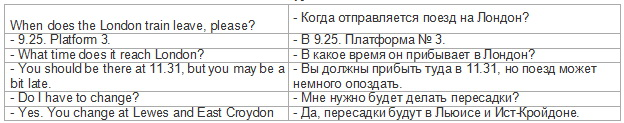 When does the London train leave, please?
- Когда отправляется поезд на Лондон?
- 9.25. Platform 3.
- В 9.25. Платформа № 3.
- What time does it reach London?
- В какое время он прибывает в Лондон?
- You should be there at 11.31, but you may be a
bit late.
- Вы должны прибыть туда в 11.31, но поезд может
немного опоздать.
- Do I have to change?
- Мне нужно будет делать пересадки?
- Yes. You change at Lewes and East Croydon
- Да, пересадки будут в Льюисе и Ист-Кройдоне.